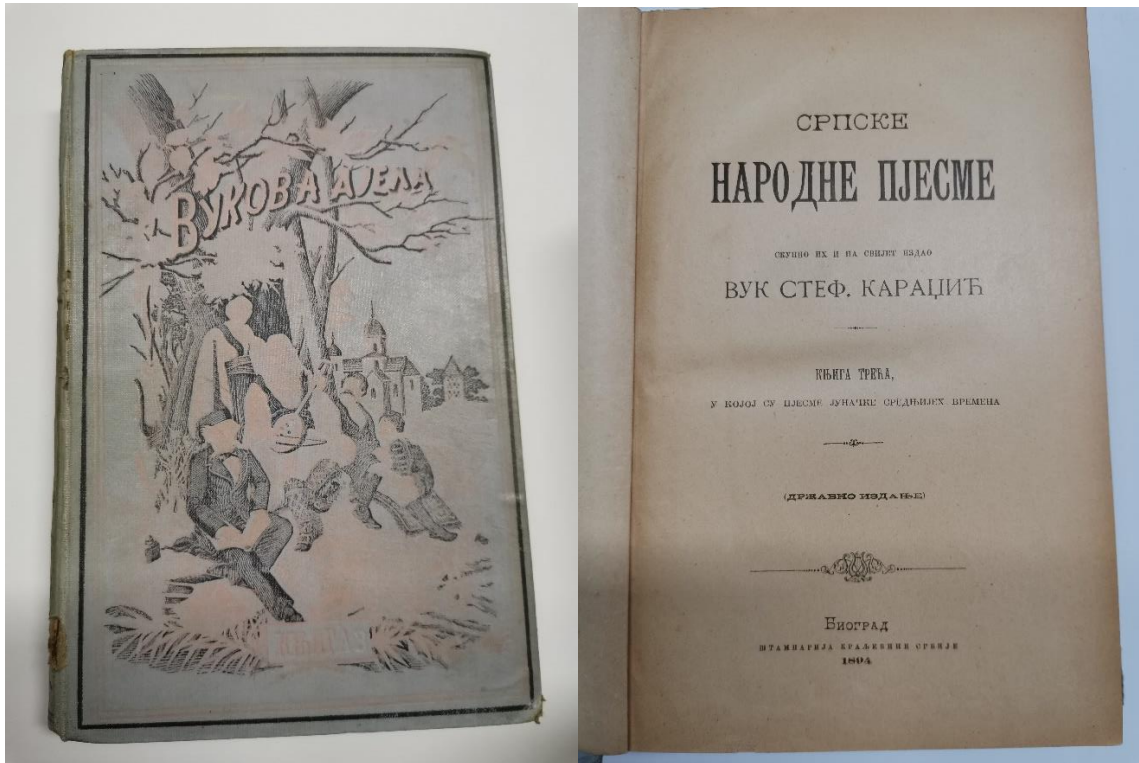 ВУКОВА ДЈЕЛА
СРПСКЕ
НАРОДНЕ ПЈЕСМЕ
СКУПИО ИХ И НА СВИЈЕТ ИЗДАО
ВУК СТЕФ. КАРАЏИЋ
КЊИГА ТРЕЋА,
У КОЈОЈ СУ ПЈЕСМЕ ЈУНАЧКЕ СРЕДЊИЈЕХ ВРЕМЕНА
(ДРЖАВНО ИЗДАЊЕ)
БИОГРАД
ШТАМПАРИЈА КРАЉЕВИНЕ СРБИЈЕ
1894